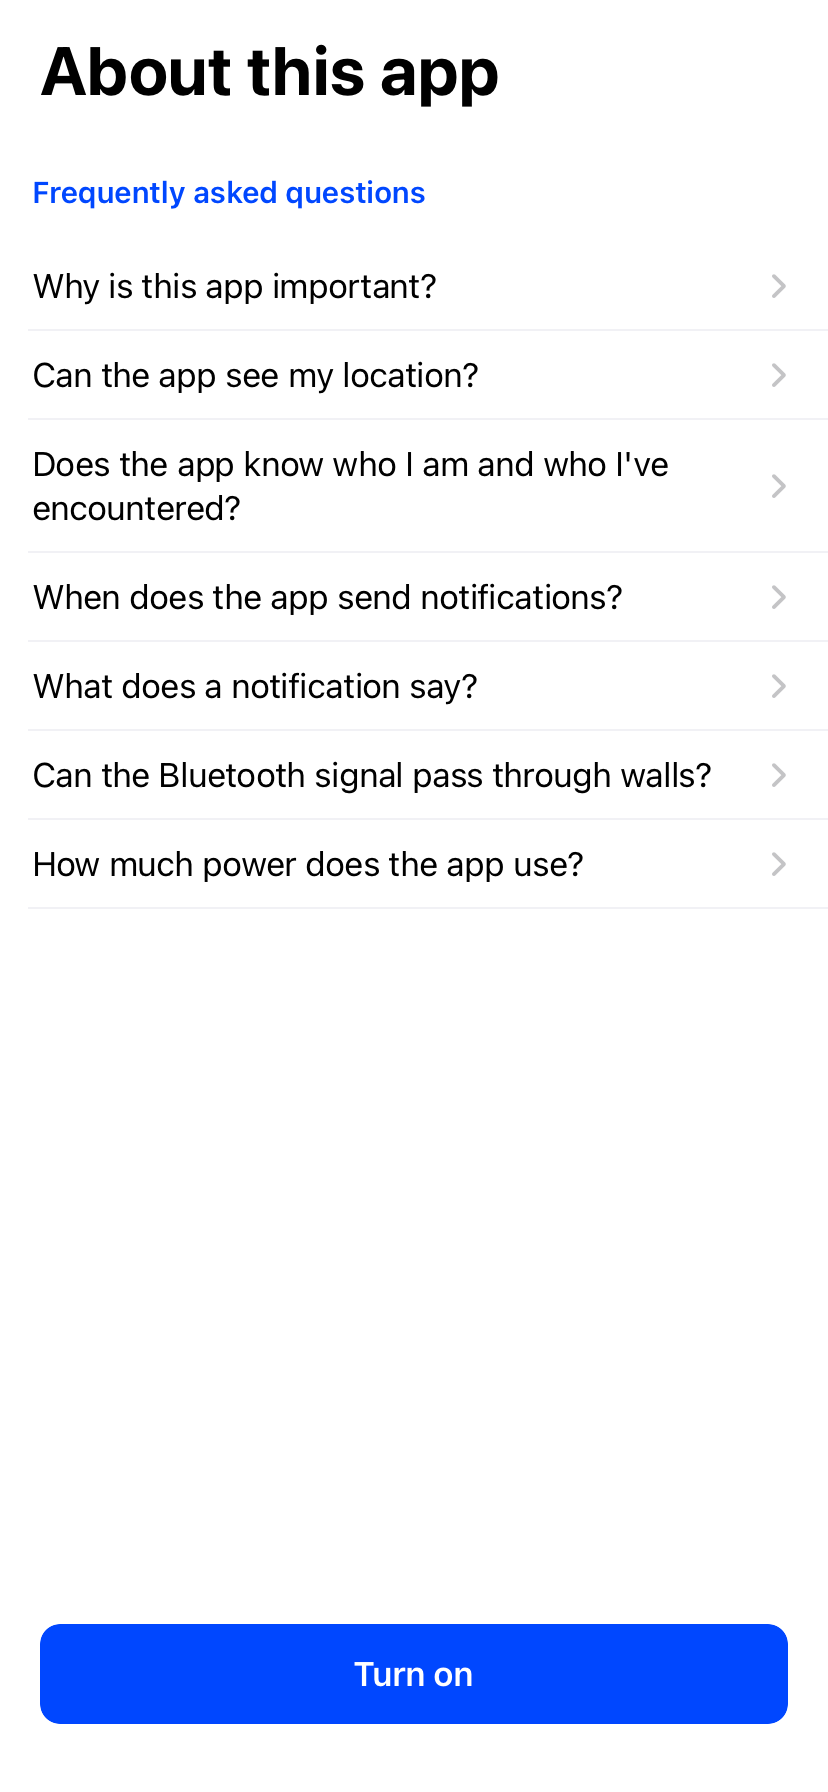 About this app
Frequently asked questions
Why is this app important?
Can the app see my location?
Does the app know who I am and who I've
encountered?
When does the app send notifications?
What does a notification say?
Can the Bluetooth signal pass through walls?
How much power does the app use?
Turn on